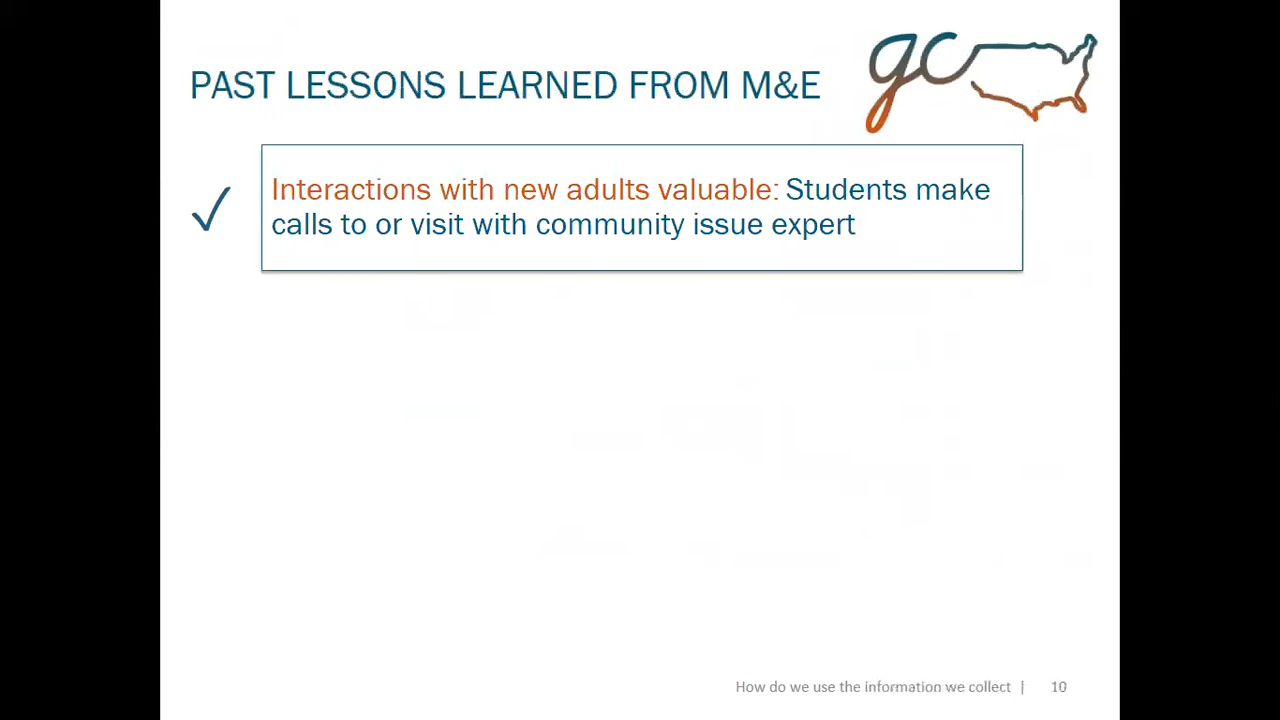 PAST LESSONS LEARNED FROM M&E
gc
Interactions with new adults valuable: Students make
calls to or visit with community issue expert
How do we use the information we collect | 10